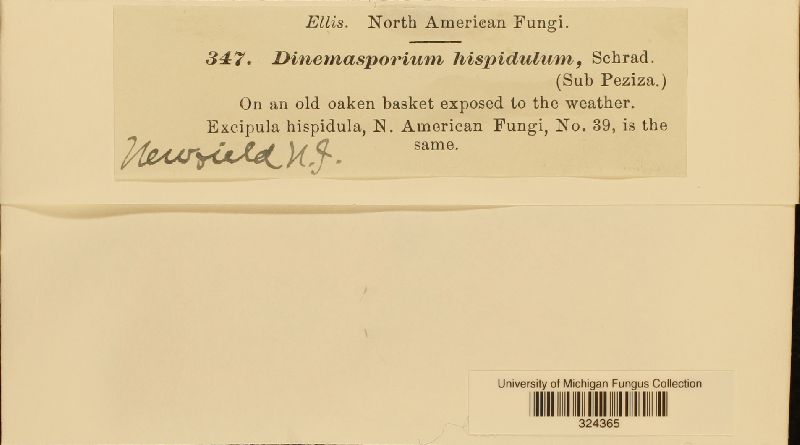 Ellis. North American Fungi.
347. Dinemasporium hispidulum, Schrad.
(Sub Peziza.)
On an old oaken basket exposed to the weather.
Excipula hispidula, N. American Fungi, No. 39, is the
same.
Newfield N.J.
University of Michigan Fungus Collection
324365